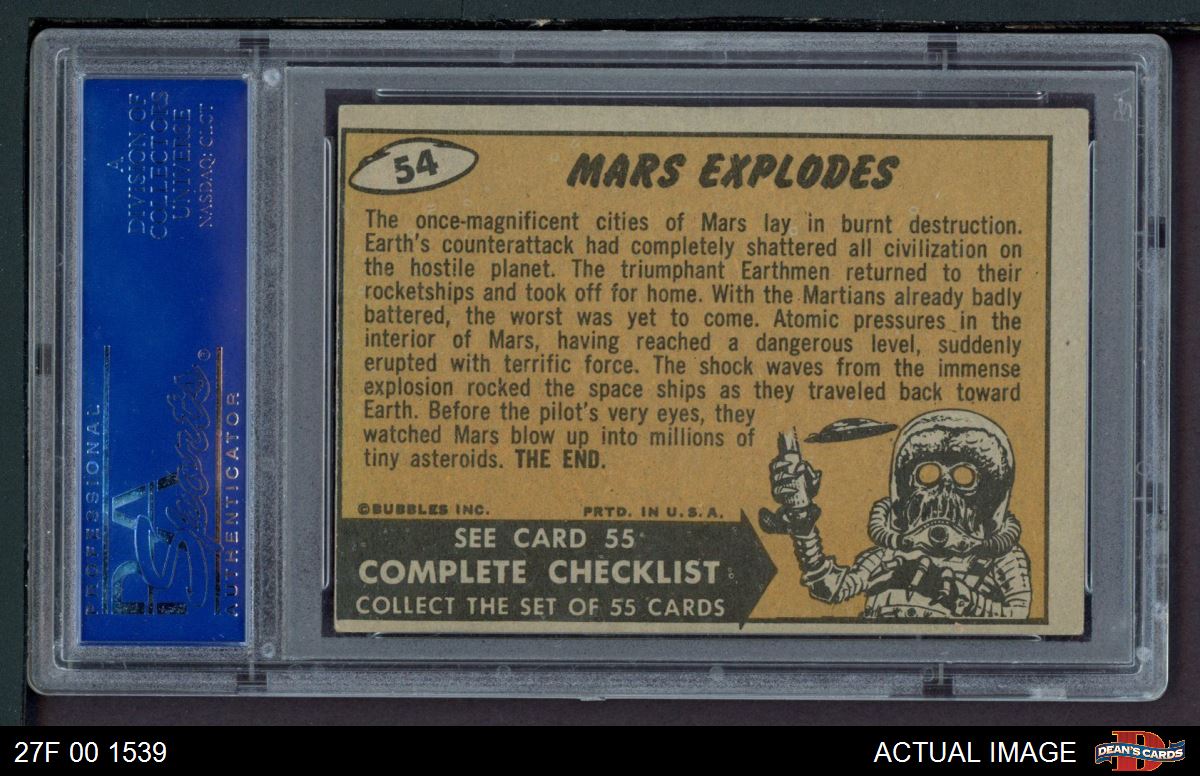 A
DIVISION OF
COLLECTORS
UNIVERSE
NASDAQ: CLCT
PROFESSIONAL
PSA
Sports®
AUTHENTICATOR
54
MARS EXPLODES
The once-magnificent cities of Mars lay in burnt destruction.
Earth's counterattack had completely shattered all civilization on
the hostile planet. The triumphant Earthmen returned to their
rocketships and took off for home. With the Martians already badly
battered, the worst was yet to come. Atomic pressures in the
interior of Mars, having reached a dangerous level, suddenly
erupted with terrific force. The shock waves from the immense
explosion rocked the space ships as they traveled back toward
Earth. Before the pilot's very eyes, they
watched Mars blow up into millions of
tiny asteroids. THE END.
©BUBBLES INC. PRTD. IN U.S.A.
SEE CARD 55
COMPLETE CHECKLIST
COLLECT THE SET OF 55 CARDS
27F 00 1539
ACTUAL IMAGE
DEAN'S CARDS